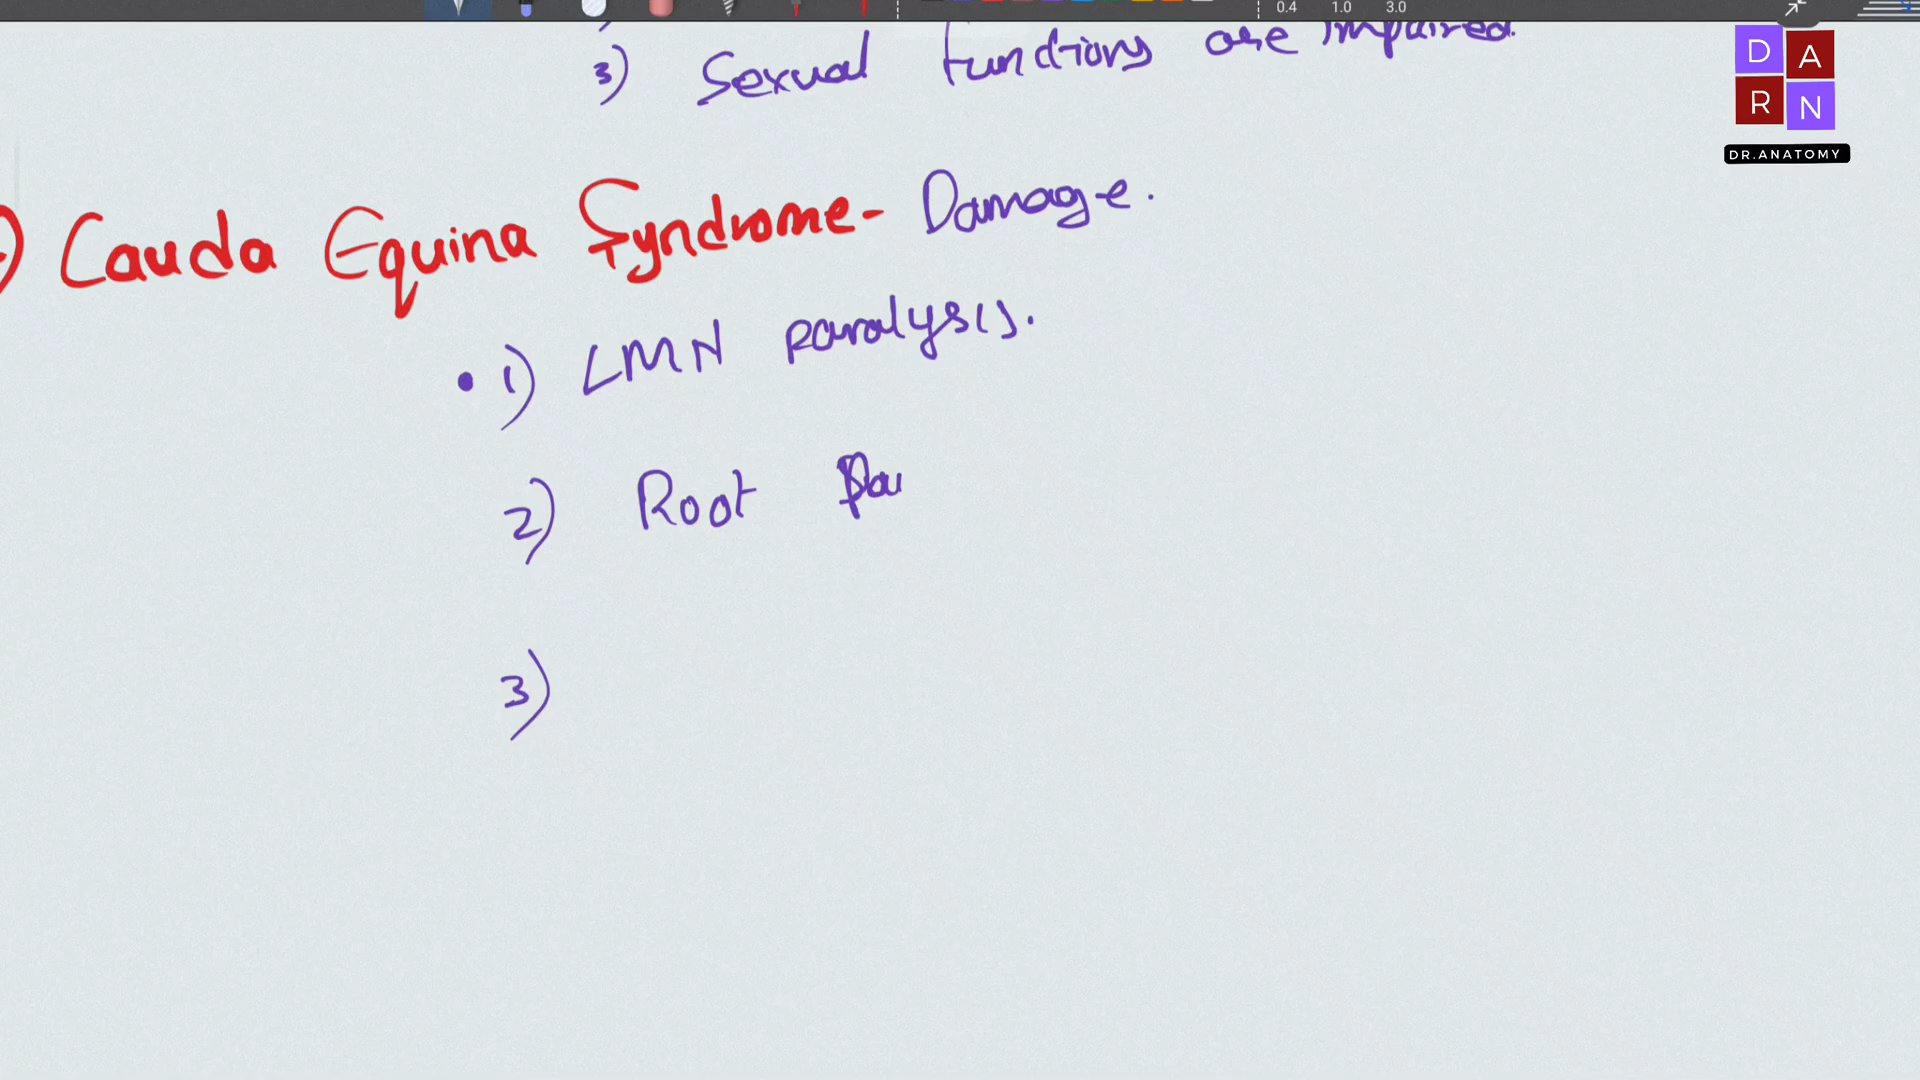 0.4 1.0 3.0
3) Sexual functions are impaired.
D A
R N
DR.ANATOMY
) Cauda Equina Syndrome- Damage.
• 1) LMN paralysis.
2) Root Pai
3)